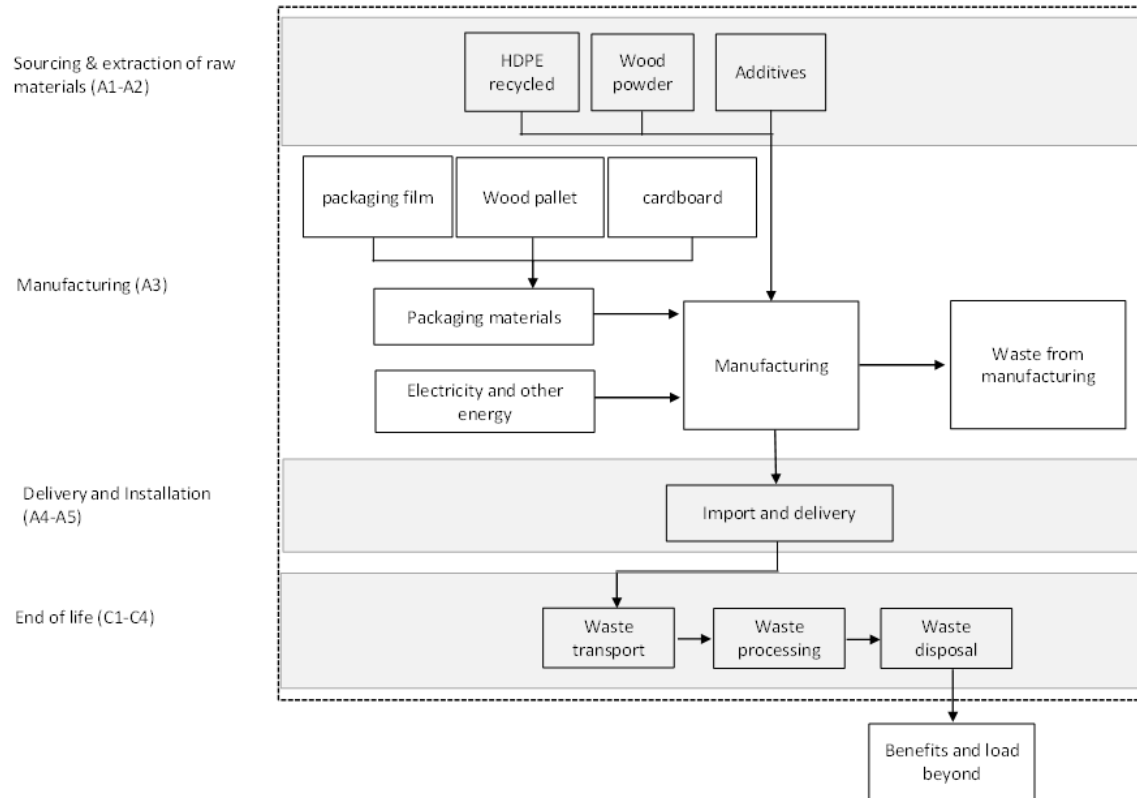 Sourcing & extraction of raw
materials (A1-A2)
HDPE
recycled
Wood
powder
Additives
packaging film
Wood pallet
cardboard
Manufacturing (A3)
Packaging materials
Manufacturing
Waste from
manufacturing
Electricity and other
energy
Delivery and Installation
(A4-A5)
Import and delivery
End of life (C1-C4)
Waste
transport
Waste
processing
Waste
disposal
Benefits and load
beyond